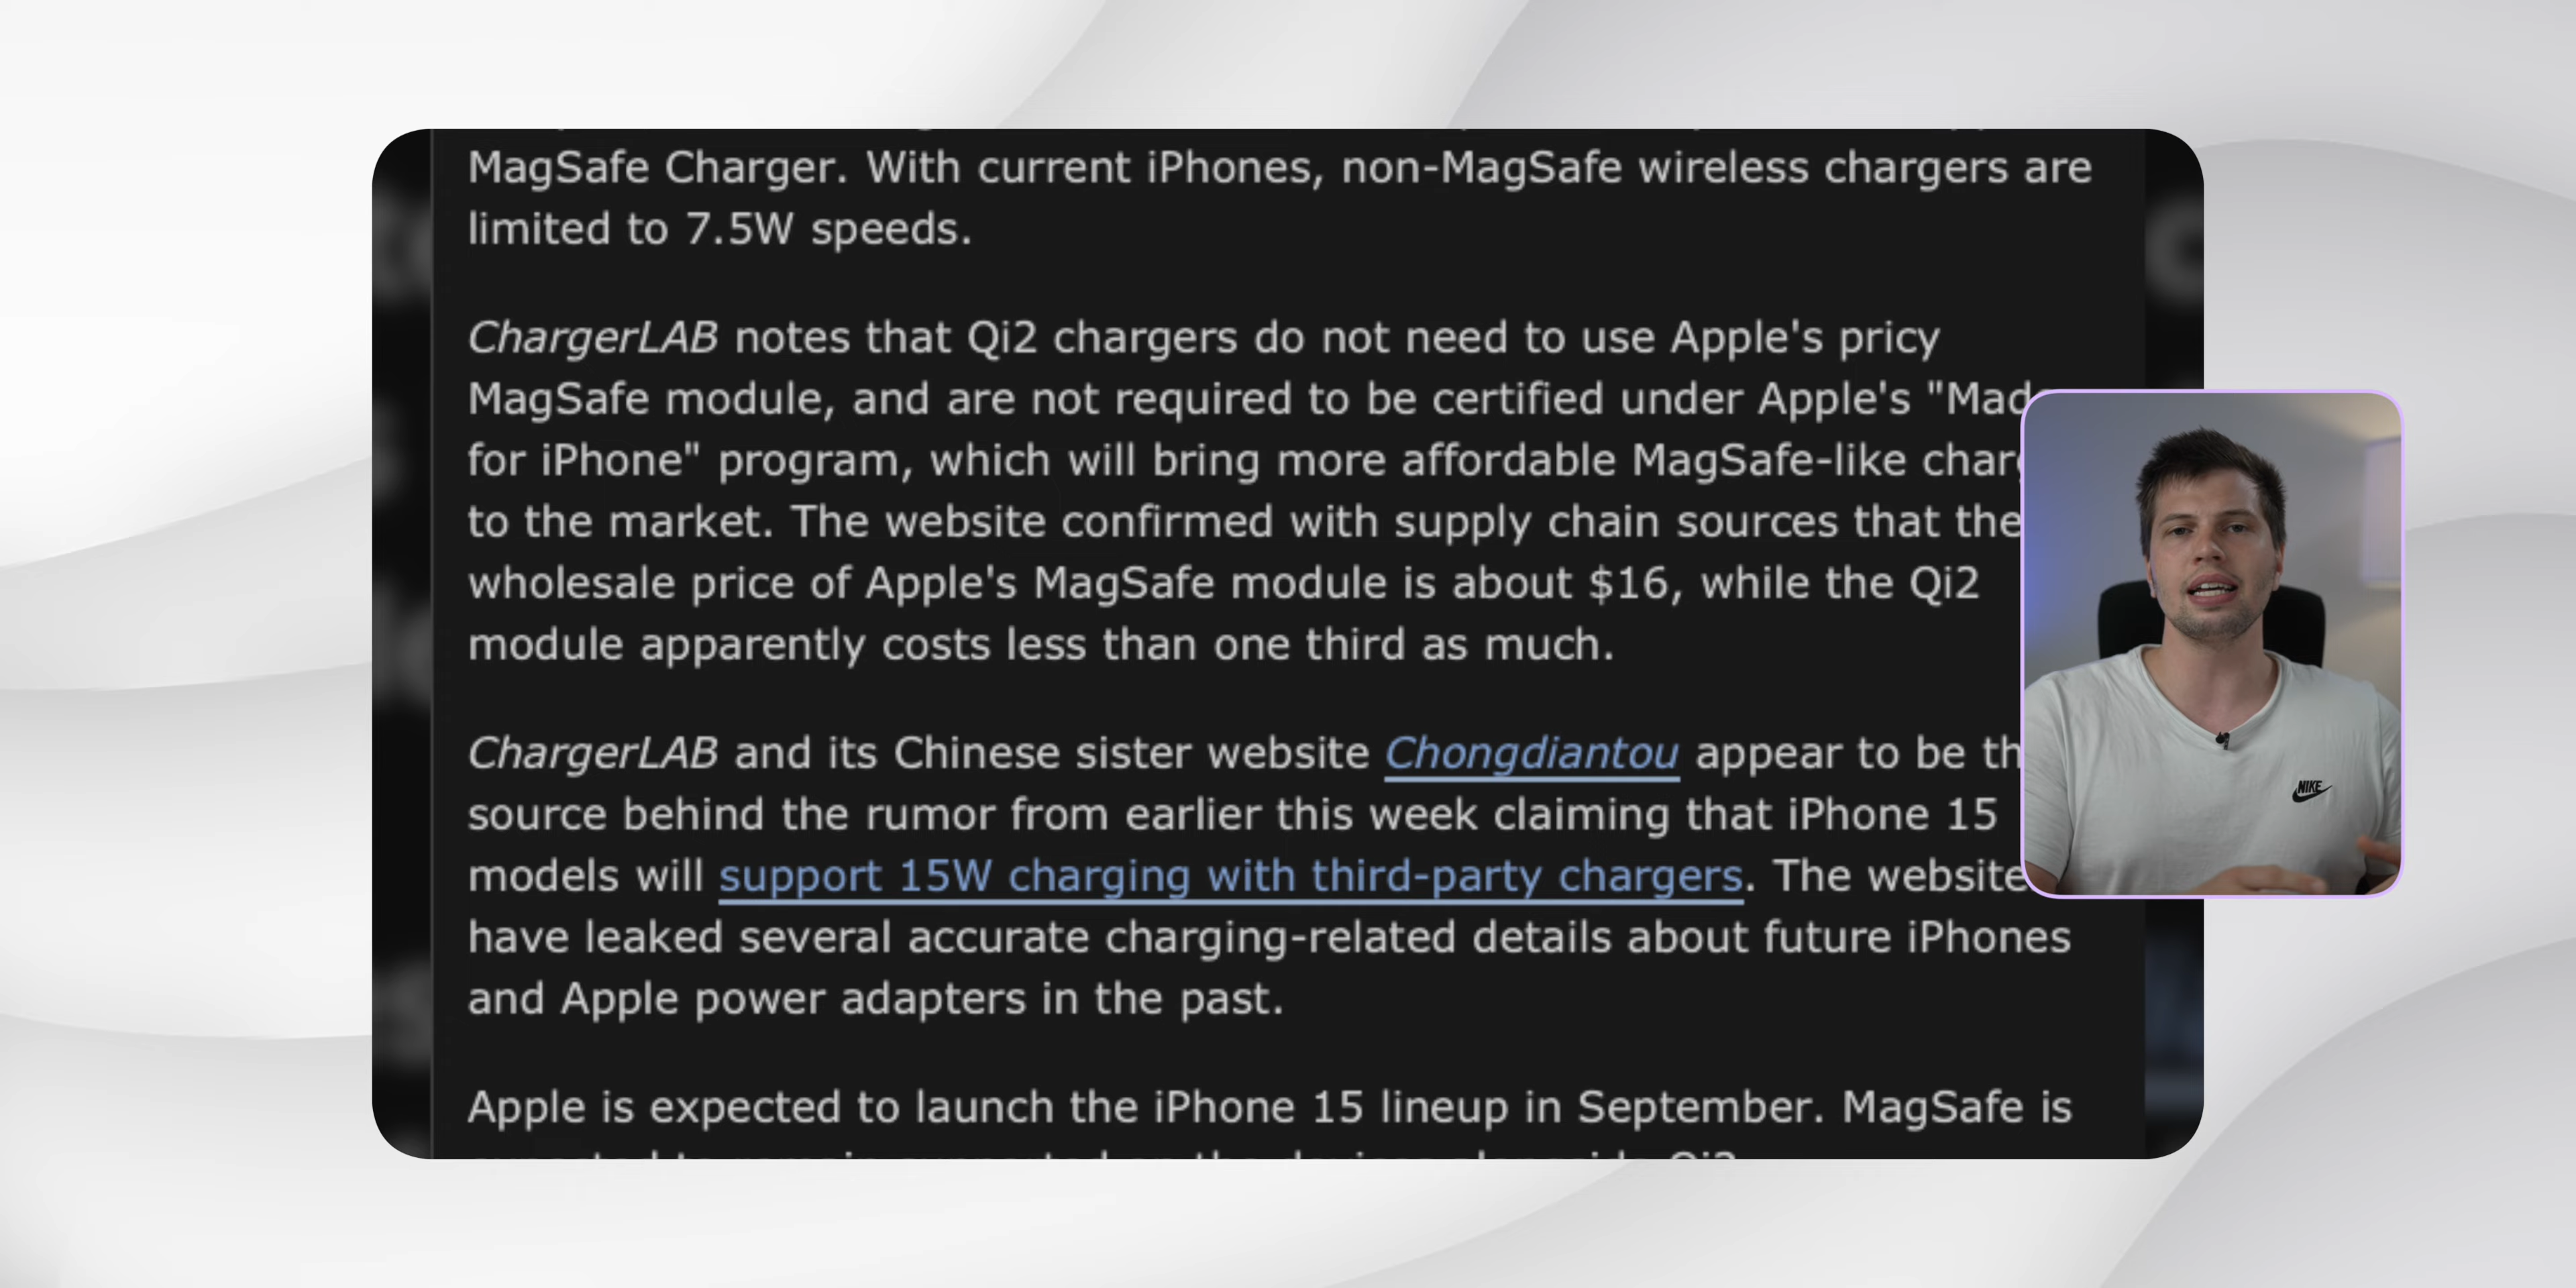 MagSafe Charger. With current iPhones, non-MagSafe wireless chargers are
limited to 7.5W speeds.
ChargerLAB notes that Qi2 chargers do not need to use Apple's pricy
MagSafe module, and are not required to be certified under Apple's "Mad
for iPhone" program, which will bring more affordable MagSafe-like char
to the market. The website confirmed with supply chain sources that the
wholesale price of Apple's MagSafe module is about $16, while the Qi2
module apparently costs less than one third as much.
ChargerLAB and its Chinese sister website Chongdiantou appear to be th
source behind the rumor from earlier this week claiming that iPhone 15
models will support 15W charging with third-party chargers. The website
have leaked several accurate charging-related details about future iPhones
and Apple power adapters in the past.
Apple is expected to launch the iPhone 15 lineup in September. MagSafe is
NIKE